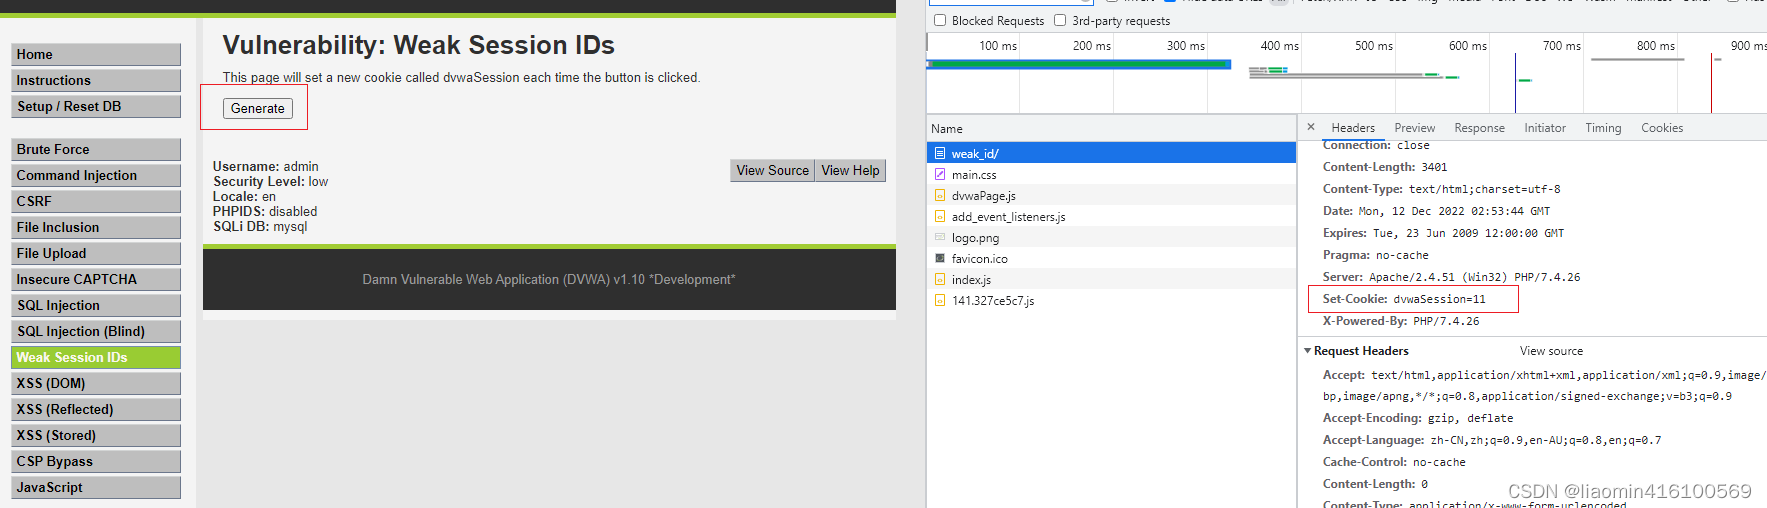 Home
Instructions
Setup / Reset DB
Brute Force
Command Injection
CSRF
File Inclusion
File Upload
Insecure CAPTCHA
SQL Injection
SQL Injection (Blind)
Weak Session IDs
XSS (DOM)
XSS (Reflected)
XSS (Stored)
CSP Bypass
JavaScript
Vulnerability: Weak Session IDs
This page will set a new cookie called dvwaSession each time the button is clicked.
Generate
Username: admin
Security Level: low
Locale: en
PHPIDS: disabled
SQLi DB: mysql
View Source View Help
Damn Vulnerable Web Application (DVWA) v1.10 *Development*
Blocked Requests 3rd-party requests
100 ms 200 ms 300 ms 400 ms 500 ms 600 ms 700 ms 800 ms 900 ms
Name
weak_id/
main.css
dvwaPage.js
add_event_listeners.js
logo.png
favicon.ico
index.js
141.327ce5c7.js
× Headers Preview Response Initiator Timing Cookies
Connection: close
Content-Length: 3401
Content-Type: text/html;charset=utf-8
Date: Mon, 12 Dec 2022 02:53:44 GMT
Expires: Tue, 23 Jun 2009 12:00:00 GMT
Pragma: no-cache
Server: Apache/2.4.51 (Win32) PHP/7.4.26
Set-Cookie: dvwaSession=11
X-Powered-By: PHP/7.4.26
Request Headers View source
Accept: text/html,application/xhtml+xml,application/xml;q=0.9,image/
bp,image/apng,*/*;q=0.8,application/signed-exchange;v=b3;q=0.9
Accept-Encoding: gzip, deflate
Accept-Language: zh-CN,zh;q=0.9,en-AU;q=0.8,en;q=0.7
Cache-Control: no-cache
Content-Length: 0
Content-Type: application/x-www-form-urlencoded
CSDN @liaomin416100569